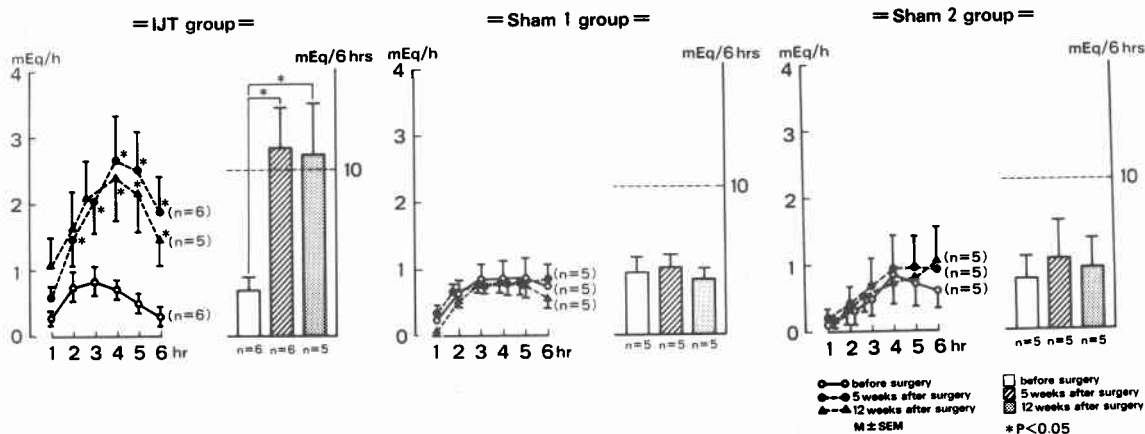 =IJT group=
mEq/h
mEq/6 hrs
4
3
2
1
0
1 2 3 4 5 6 hr
(n=6)
(n=5)
(n=6)
*
*
10
n=6 n=6 n=5
=Sham 1 group=
mEq/h
mEq/6 hrs
4
3
2
1
0
1 2 3 4 5 6 hr
(n=5)
(n=5)
(n=5)
10
n=5 n=5 n=5
=Sham 2 group=
mEq/h
mEq/6 hrs
4
3
2
1
0
1 2 3 4 5 6 hr
(n=5)
(n=5)
(n=5)
10
n=5 n=5 n=5
before surgery
5 weeks after surgery
12 weeks after surgery
M ± SEM
before surgery
5 weeks after surgery
12 weeks after surgery
*P<0.05